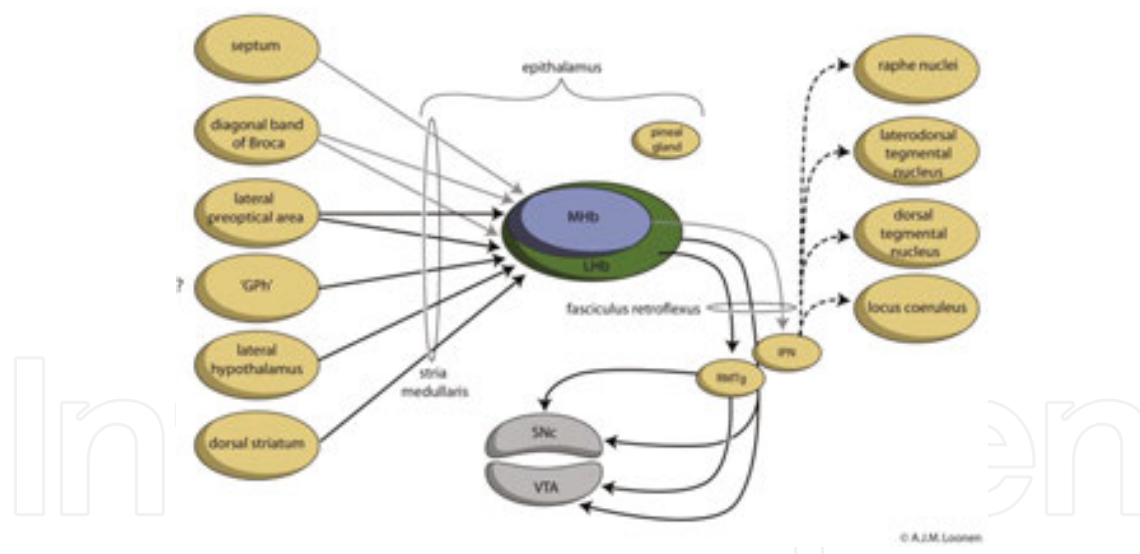 septum
diagonal band
of Broca
lateral
preoptical area
?
'GPh'
lateral
hypothalamus
dorsal striatum
epithalamus
pineal
gland
MHb
LHb
fasciculus retroflexus
stria
medullaris
IPN
RMTg
SNc
VTA
raphe nuclei
laterodorsal
tegmental
nucleus
dorsal
tegmental
nucleus
locus coeruleus
© A.J.M. Loonen